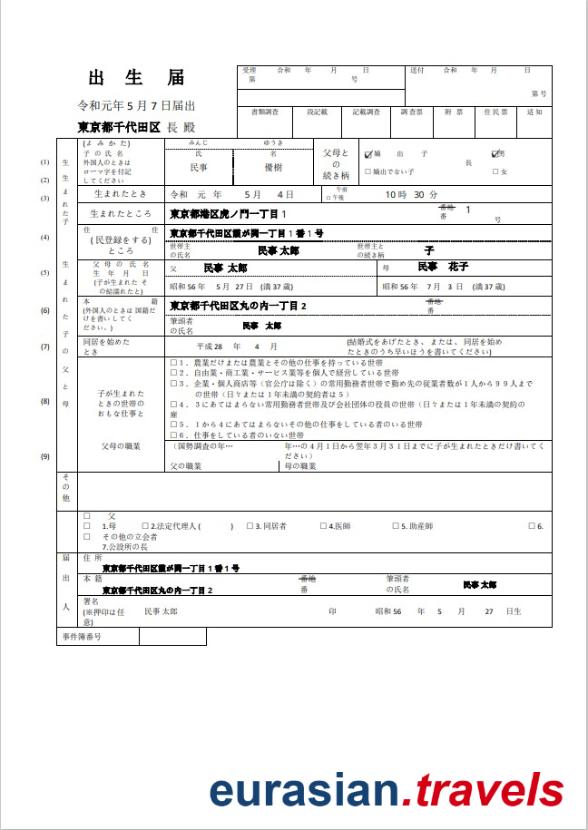 出 生 届
令和元年 5 月 7 日届出
東京都千代田区 長 殿
受理 令和 年 月 日
第 号
送付 令和 年 月 日
第 号
書類調査 記載調査 調査票 附 票 住民票 通知
(よみかた) みんじ ゆうき
子の氏名 氏 名
外国人のときは
ローマ字を付記
してください
民事 優樹
父母と
の
続き柄
嫡 出 子
□嫡出でない子
長
男
□女
(1)
(2)
(3)
生まれたとき 令和 元 年 5 月 4日 午前 □午後 10 時 30 分
生まれたところ 東京都港区虎ノ門一丁目 1 番地 番 1 号
(4)
住 住
(民登録をする)
ところ
東京都千代田区霞が関一丁目 1 番 1 号
世帯主
の氏名
民事 太郎
世帯主と
の続き柄
子
(5)
父母の氏名
生 年 月 日
(子が生まれた そ
父 民事 太郎
母 民事 花子
昭和 56 年 5 月 27 日 (満 37 歳)
昭和 56 年 7 月 3 日 (満 37 歳)
(6)
本 籍
(外国人のときは 国籍だ
けを書いしてく
ださい。)
東京都千代田区丸の内一丁目 2 番地 番
筆頭者
の氏名
民事 太郎
(7)
同居を始めた
とき
平成 28 年 4 月
(結婚式をあげたとき、または、同居を始め
たときのうち早いほうを書いてください)
(8)
子が生まれた
ときの世帯の
おもな仕事と
□1．農業だけまたは農業とその他の仕事を持っている世帯
□2．自由業・商工業・サービス業等を個人で経営している世帯
□3．企業・個人商店等（官公庁は除く）の常用勤務者世帯で勤め先の従業者数が1人から99人まで
の世帯（日々または1年未満の契約者は5）
□4．3にあてはまらない常用勤務者世帯及び会社団体の役員の世帯（日々または1年未満の契約の
雇
□5．1から4にあてはまらないその他の仕事をしている者のいる世帯
□6．仕事をしている者のいない世帯
(9)
父母の職業
（国勢調査の年… 年…の4月1日から翌年3月31日までに子が生まれたときだけ書いてく
ださい）
父の職業 母の職業
生まれた子
生まれた子の父と母
その他
□ 父
□ 1.母 □ 2.法定代理人 ( ) □ 3.同居者 □ 4.医師 □ 5.助産師 □ 6.
□ その他の立会者
7.公設所の長
届出人
住 所
東京都千代田区霞が関一丁目 1 番 1 号
本 籍
東京都千代田区丸の内一丁目 2
番地
番
筆頭者
の氏名
民事 太郎
署名
(※押印は任
意)
民事 太郎 印 昭和 56 年 5 月 27 日生
事件簿番号
eurasian.travels